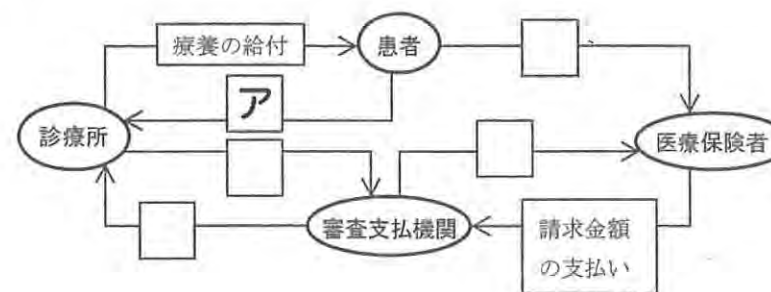 療養の給付
患者
ア
診療所
医療保険者
審査支払機関
請求金額
の支払い